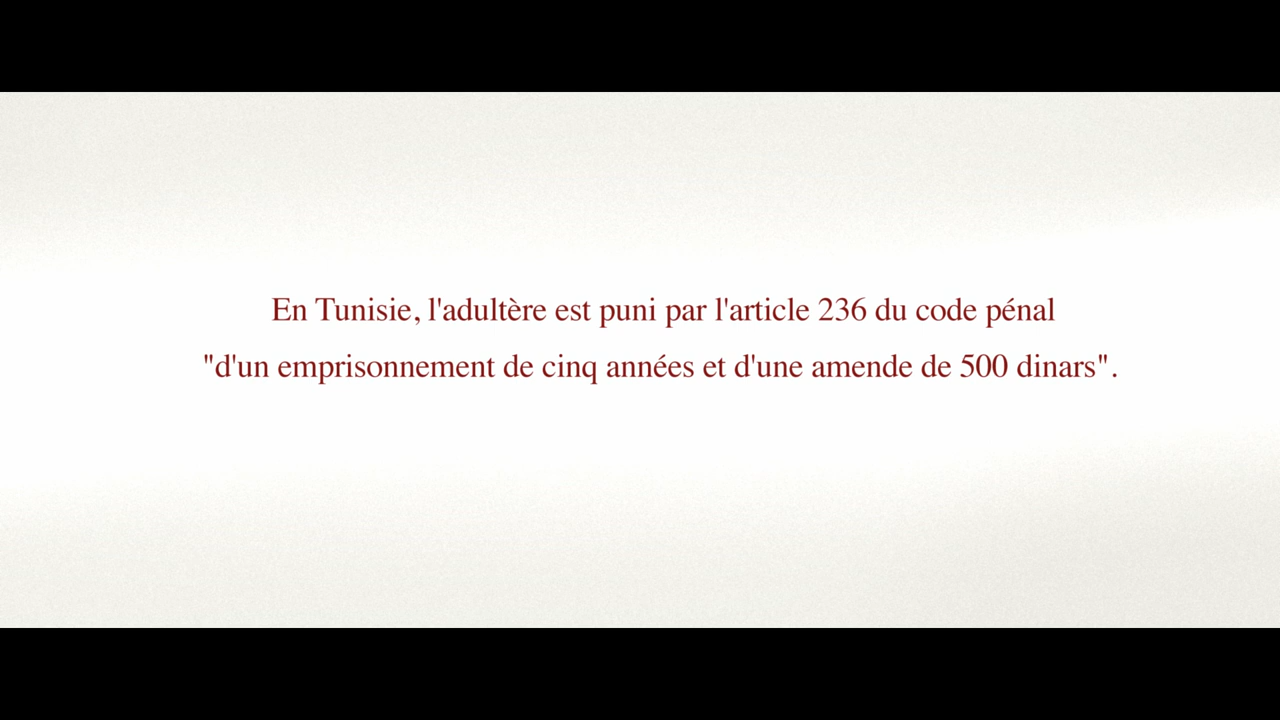 En Tunisie, l'adultère est puni par l'article 236 du code pénal
"d'un emprisonnement de cinq années et d'une amende de 500 dinars".